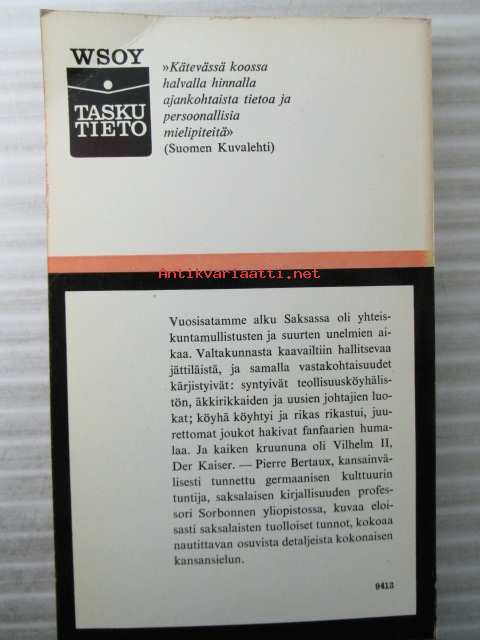 WSOY
TASKU
TIETO
»Kätevässä koossa
halvalla hinnalla
ajankohtaista tietoa ja
persoonallisia
mielipiteitä»
(Suomen Kuvalehti)
Antikvariaatti.net
Vuosisatamme alku Saksassa oli yhteis-
kuntamullistusten ja suurten unelmien ai-
kaa. Valtakunnasta kaavailtiin hallitsevaa
jättiläistä, ja samalla vastakohtaisuudet
kärjistyivät: syntyivät teollisuusköyhälis-
tön, äkkirikkaiden ja uusien johtajien luo-
kat; köyhä köyhtyi ja rikas rikastui, juu-
rettomat joukot hakivat fanfaarien huma-
laa. Ja kaiken kruununa oli Vilhelm II,
Der Kaiser. — Pierre Bertaux, kansainvä-
lisesti tunnettu germaanisen kulttuurin
tuntija, saksalaisen kirjallisuuden profes-
sori Sorbonnen yliopistossa, kuvaa eloi-
sasti saksalaisten tuolloiset tunnot, kokoaa
nautittavan osuvista detaljeista kokonaisen
kansansielun.
9413